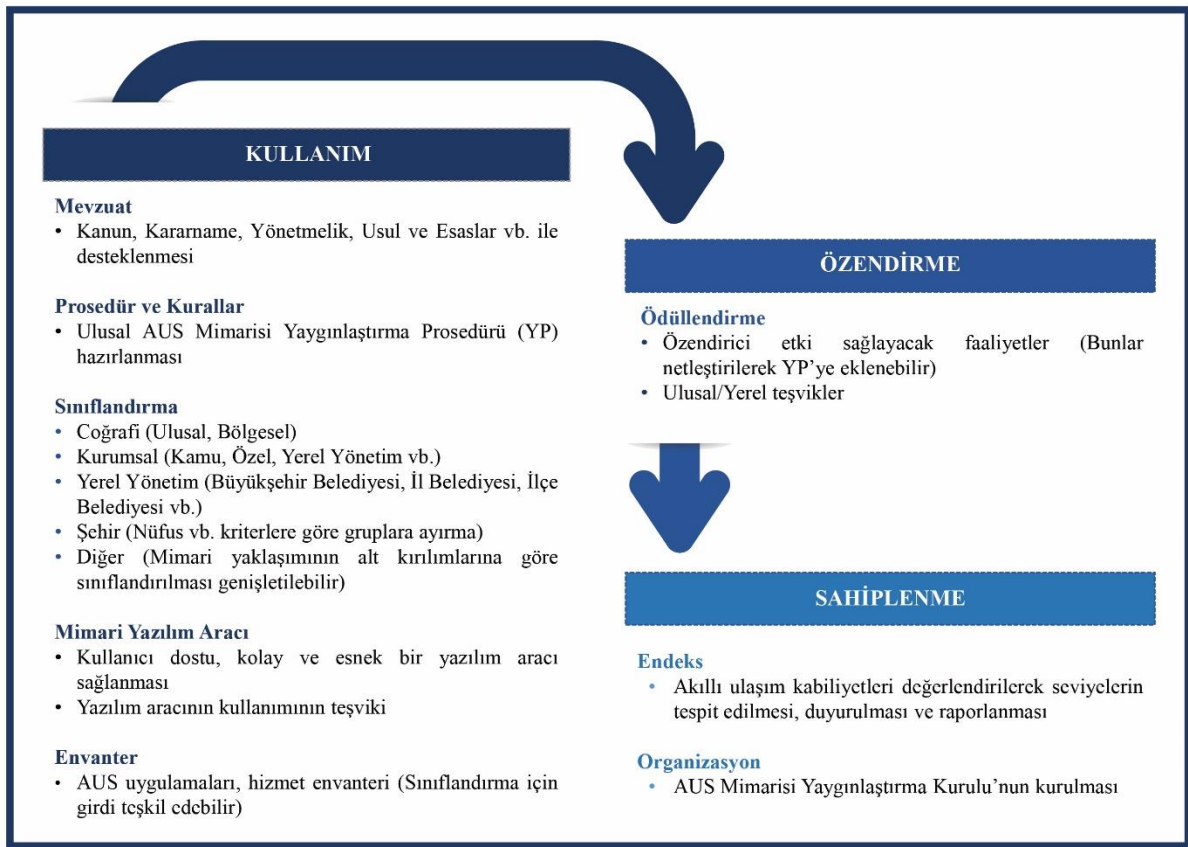 KULLANIM
Mevzuat
• Kanun, Kararname, Yönetmelik, Usul ve Esaslar vb. ile
desteklenmesi
Prosedür ve Kurallar
• Ulusal AUS Mimarisi Yaygınlaştırma Prosedürü (YP)
hazırlanması
Sınıflandırma
• Coğrafi (Ulusal, Bölgesel)
• Kurumsal (Kamu, Özel, Yerel Yönetim vb.)
• Yerel Yönetim (Büyükşehir Belediyesi, İl Belediyesi, İlçe
Belediyesi vb.)
• Şehir (Nüfus vb. kriterlere göre gruplara ayırma)
• Diğer (Mimari yaklaşımının alt kırılımlarına göre
sınıflandırılması genişletilebilir)
Mimari Yazılım Aracı
• Kullanıcı dostu, kolay ve esnek bir yazılım aracı
sağlanması
• Yazılım aracının kullanımının teşviki
Envanter
• AUS uygulamaları, hizmet envanteri (Sınıflandırma için
girdi teşkil edebilir)
ÖZENDİRME
Ödüllendirme
• Özendirici etki sağlayacak faaliyetler (Bunlar
netleştirilerek YP’ye eklenebilir)
• Ulusal/Yerel teşvikler
SAHİPLENME
Endeks
• Akıllı ulaşım kabiliyetleri değerlendirilerek seviyelerin
tespit edilmesi, duyurulması ve raporlanması
Organizasyon
• AUS Mimarisi Yaygınlaştırma Kurulu’nun kurulması